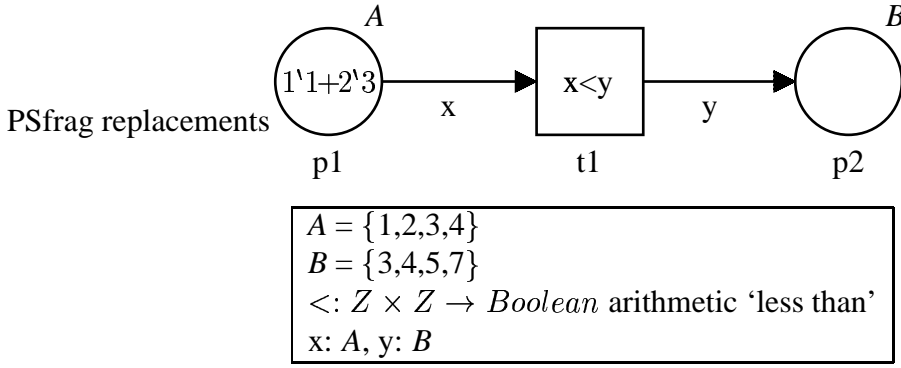 A
B
1`1+2`3
x<y
x
y
PSfrag replacements
p1
t1
p2
A = {1,2,3,4}
B = {3,4,5,7}
<: Z × Z → Boolean arithmetic ‘less than’
x: A, y: B